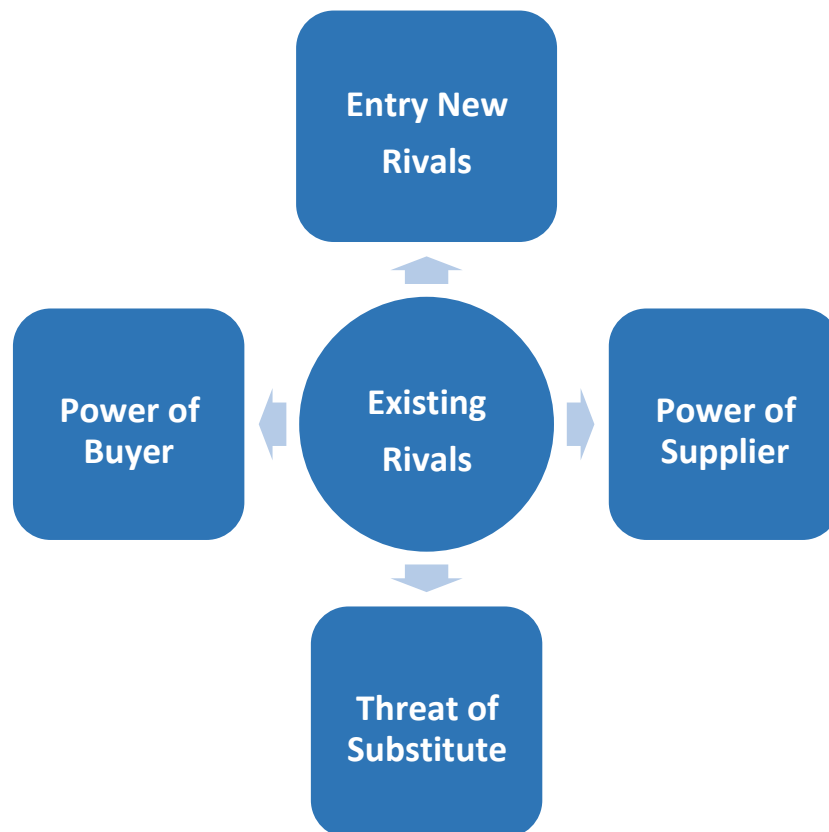 Entry New
Rivals
Power of
Buyer
Existing
Rivals
Power of
Supplier
Threat of
Substitute